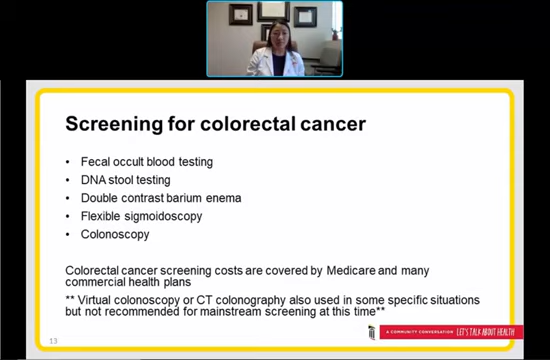 Screening for colorectal cancer
• Fecal occult blood testing
• DNA stool testing
• Double contrast barium enema
• Flexible sigmoidoscopy
• Colonoscopy
Colorectal cancer screening costs are covered by Medicare and many
commercial health plans
** Virtual colonoscopy or CT colonography also used in some specific situations
but not recommended for mainstream screening at this time**
13
A COMMUNITY CONVERSATION LET'S TALK ABOUT HEALTH